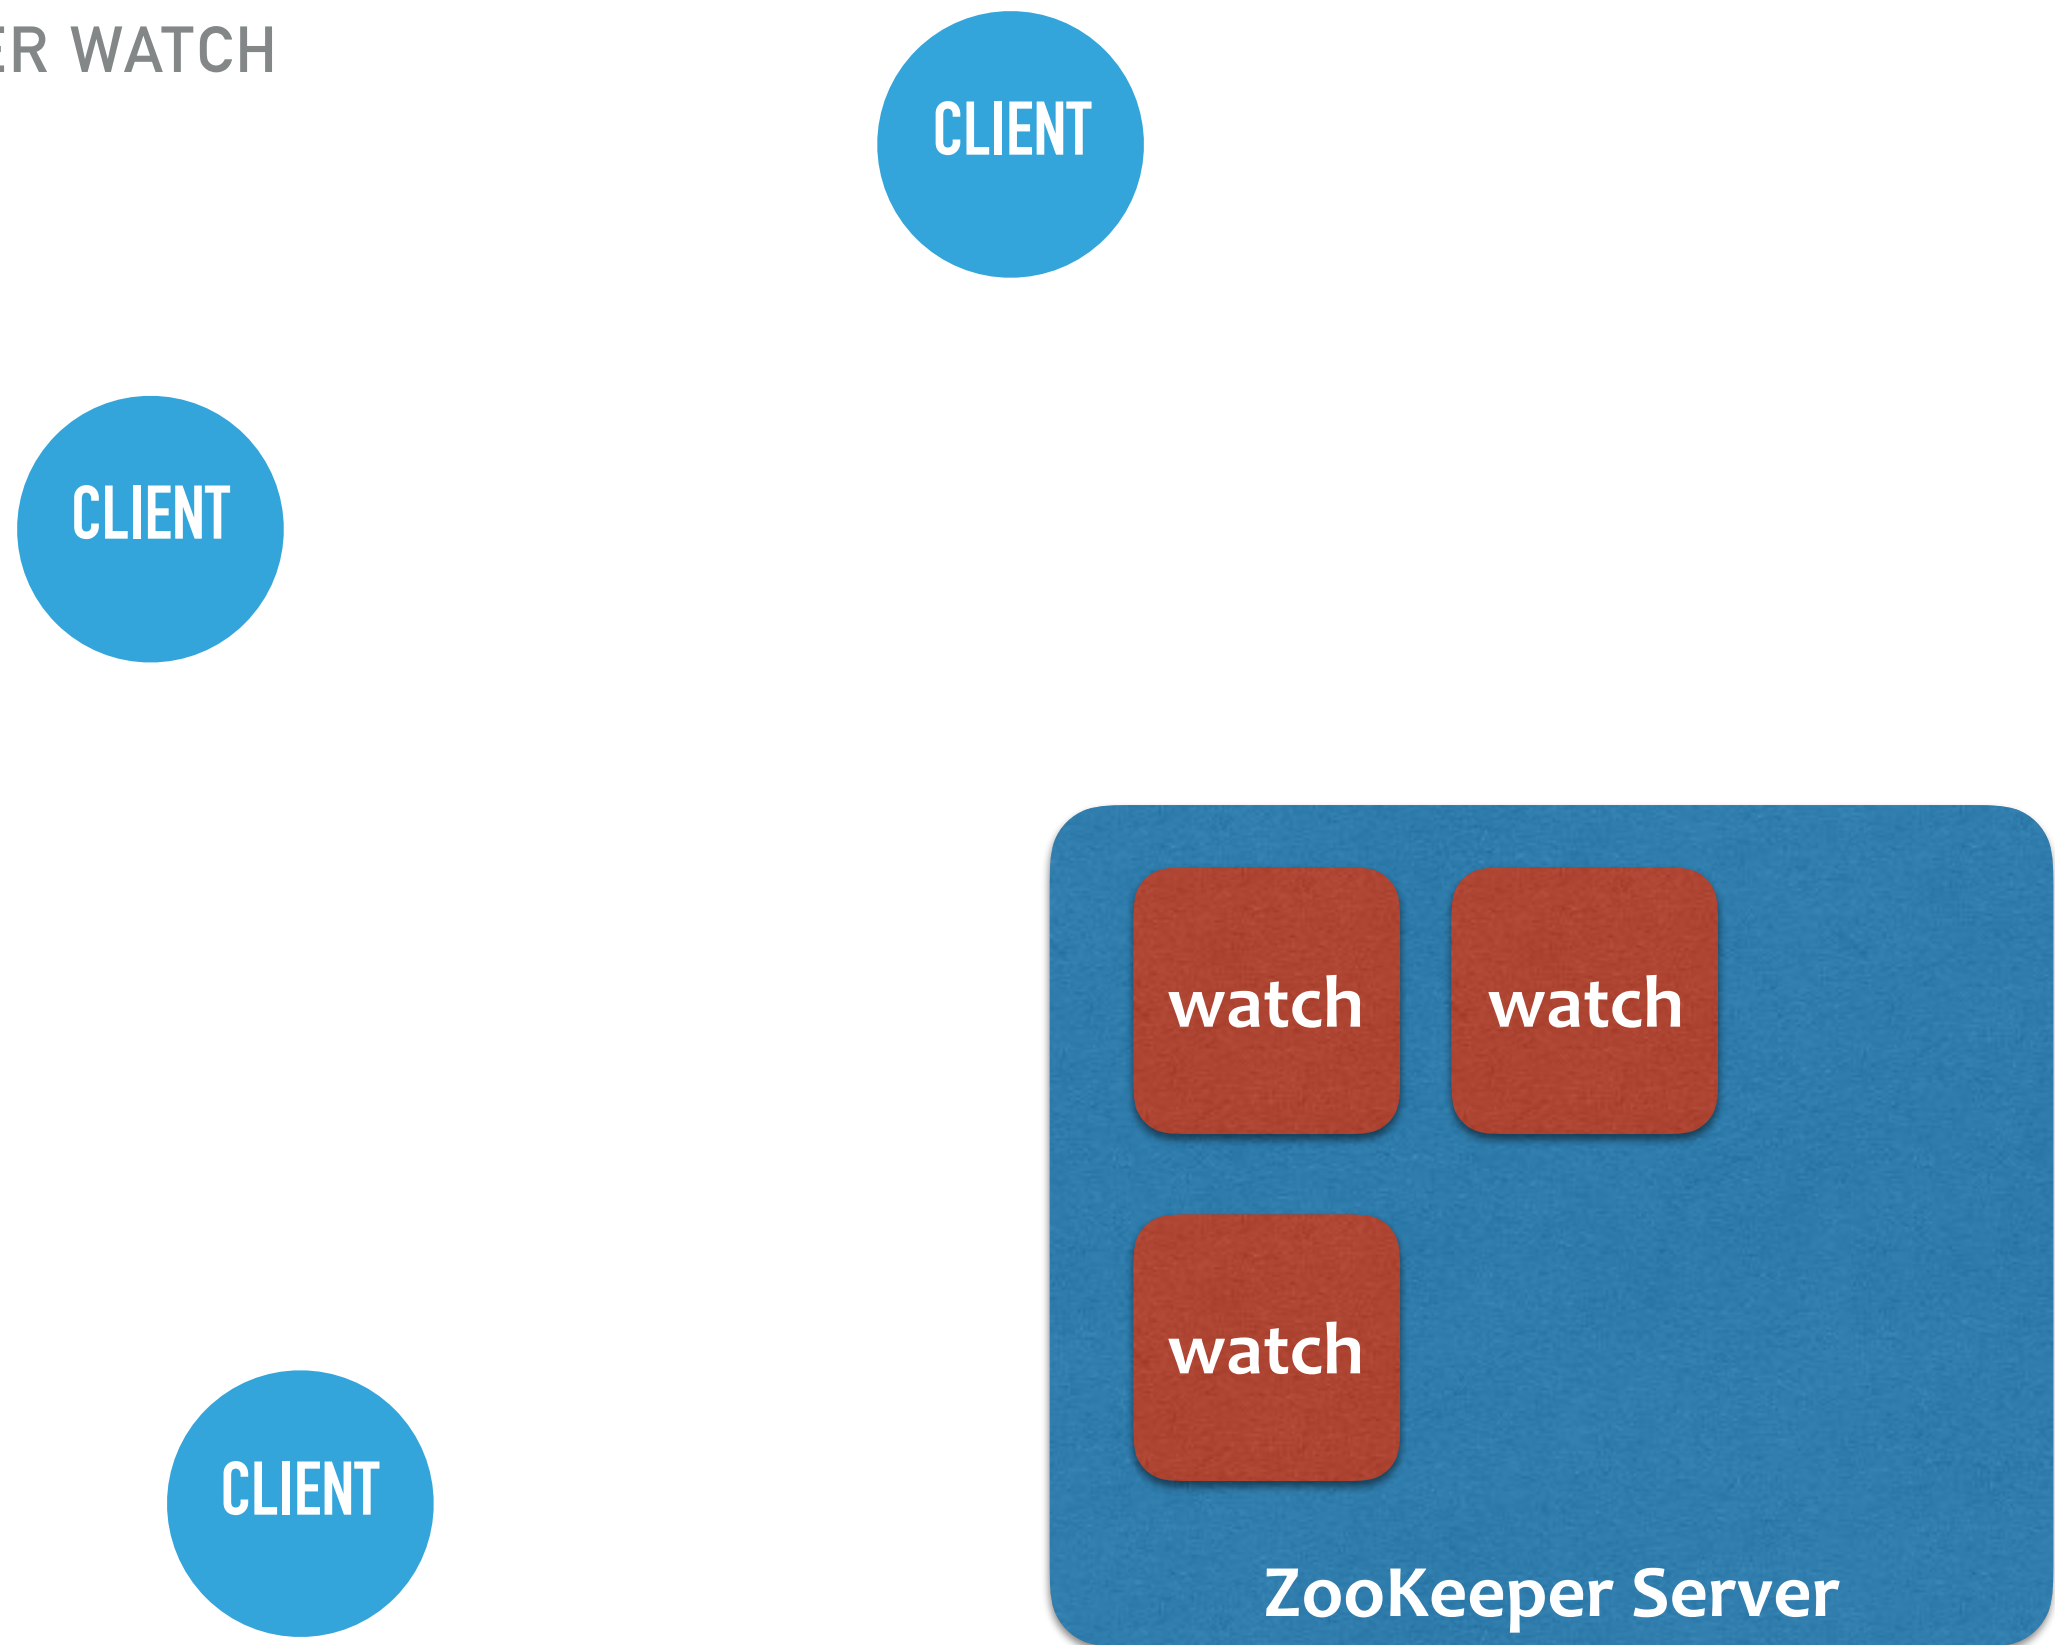 ER WATCH
CLIENT
CLIENT
watch
watch
watch
CLIENT
ZooKeeper Server